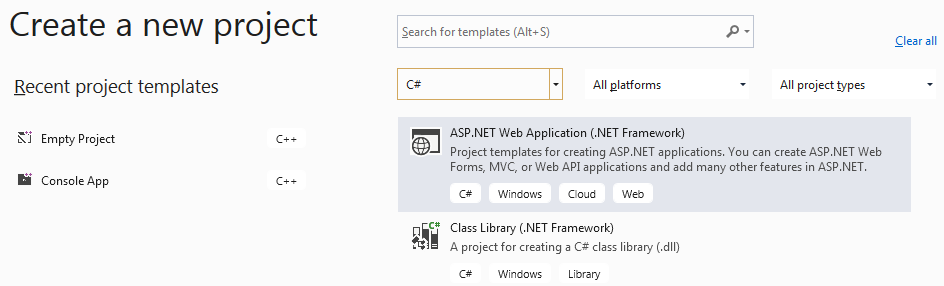 Create a new project
Search for templates (Alt+S)
Clear all
Recent project templates
C#
All platforms
All project types
Empty Project
C++
Console App
C++
ASP.NET Web Application (.NET Framework)
Project templates for creating ASP.NET applications. You can create ASP.NET Web
Forms, MVC, or Web API applications and add many other features in ASP.NET.
C# Windows Cloud Web
C#
Class Library (.NET Framework)
A project for creating a C# class library (.dll)
C# Windows Library